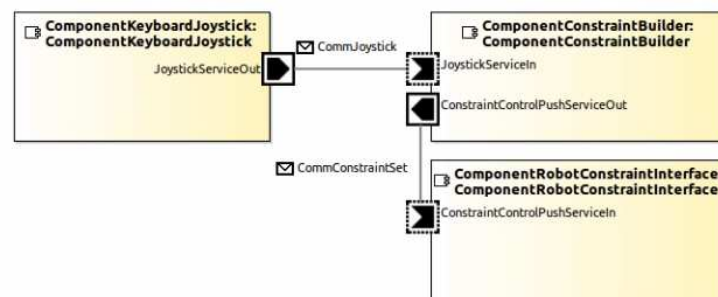 ComponentKeyboardJoystick:
ComponentKeyboardJoystick
JoystickServiceOut
CommJoystick
ComponentConstraintBuilder:
ComponentConstraintBuilder
JoystickServiceIn
ConstraintControlPushServiceOut
CommConstraintSet
ComponentRobotConstraintInterface
ComponentRobotConstraintInterface
ConstraintControlPushServiceIn